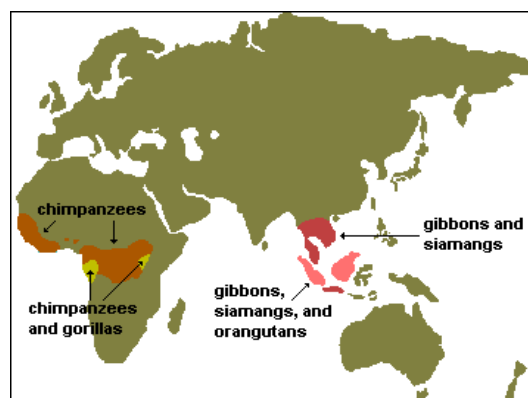 chimpanzees
chimpanzees
and gorillas
gibbons and
siamangs
gibbons,
siamangs, and
orangutans